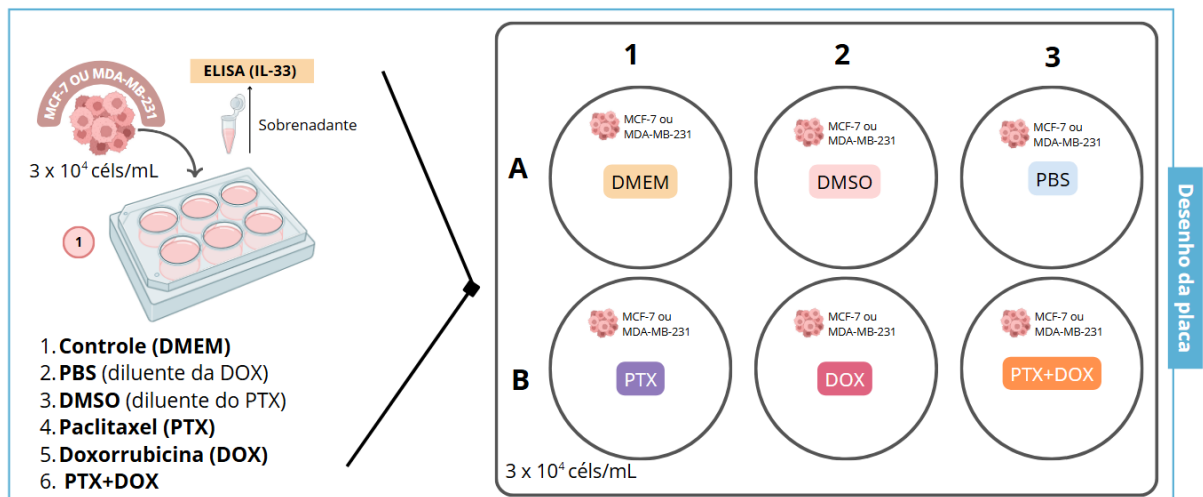 MCF-7 OU MDA-MB-231
ELISA (IL-33)
Sobrenadante
3 x 10⁴ céls/mL
1
1. Controle (DMEM)
2. PBS (diluente da DOX)
3. DMSO (diluente do PTX)
4. Paclitaxel (PTX)
5. Doxorrubicina (DOX)
6. PTX+DOX
1
2
3
A
MCF-7 ou
MDA-MB-231
DMEM
MCF-7 ou
MDA-MB-231
DMSO
MCF-7 ou
MDA-MB-231
PBS
B
MCF-7 ou
MDA-MB-231
PTX
MCF-7 ou
MDA-MB-231
DOX
MCF-7 ou
MDA-MB-231
PTX+DOX
3 x 10⁴ céls/mL
Desenho da placa